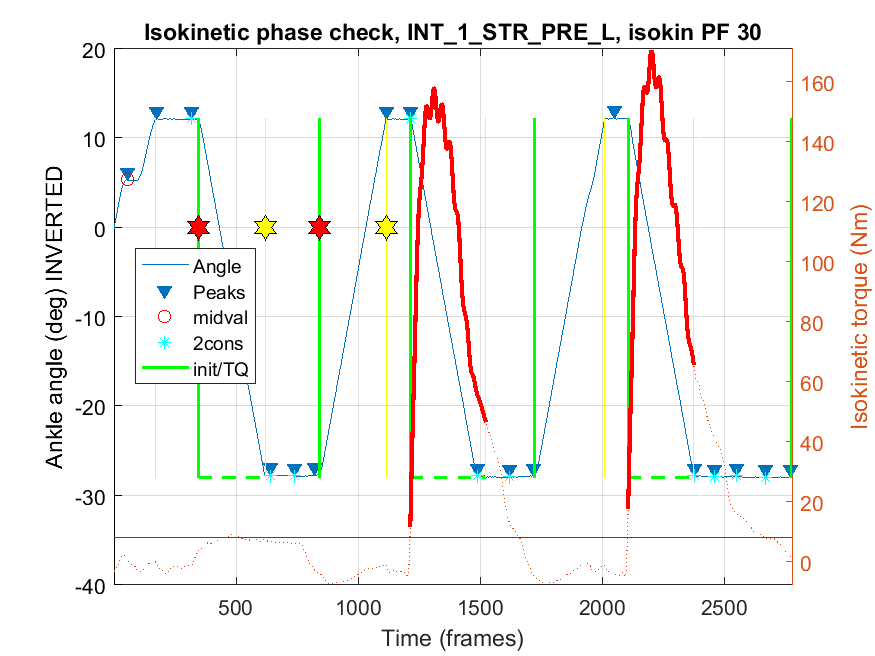 Isokinetic phase check, INT_1_STR_PRE_L, isokin PF 30
20
10
0
-10
-20
-30
-40
Ankle angle (deg) INVERTED
Angle
Peaks
midval
2cons
init/TQ
160
140
120
100
80
60
40
20
0
Isokinetic torque (Nm)
500
1000
1500
2000
2500
Time (frames)